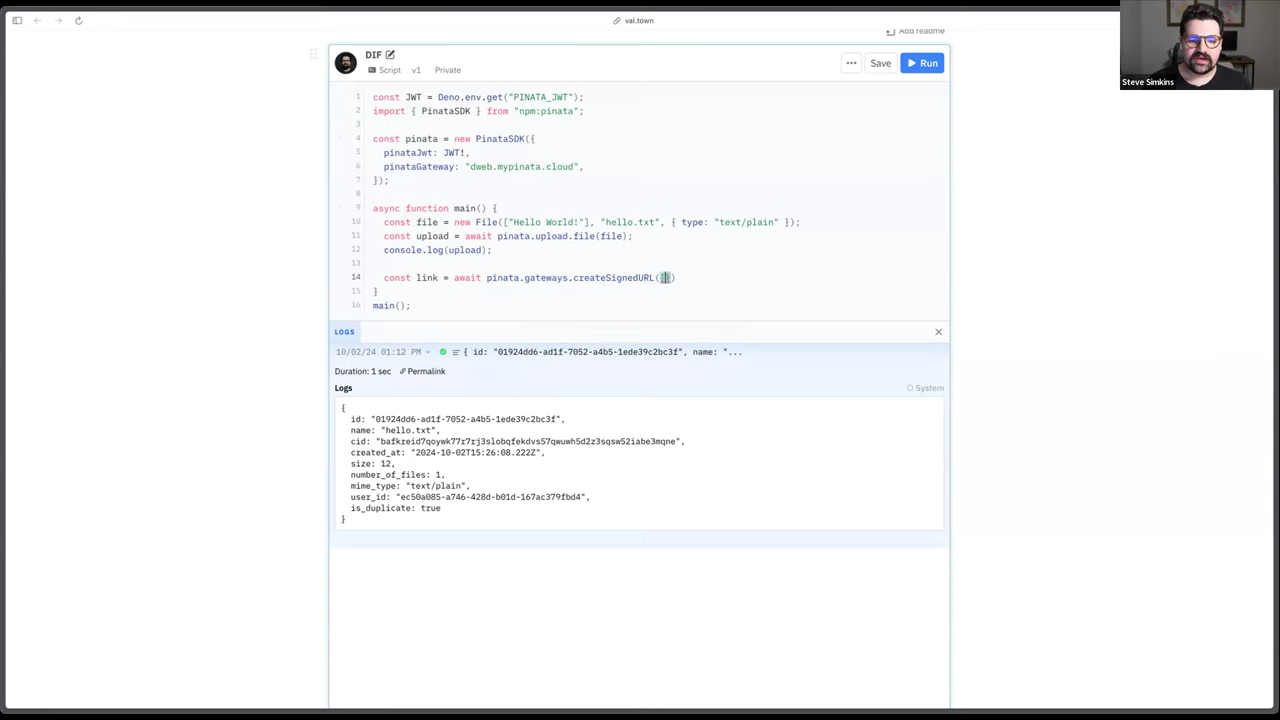 val.town
Add readme
DIF
Script v1 Private
Save
Run
1 const JWT = Deno.env.get("PINATA_JWT");
2 import { PinataSDK } from "npm:pinata";
3
4 const pinata = new PinataSDK({
5 pinataJwt: JWT!,
6 pinataGateway: "dweb.mypinata.cloud",
7 });
8
9 async function main() {
10 const file = new File(["Hello World!"], "hello.txt", { type: "text/plain" });
11 const upload = await pinata.upload.file(file);
12 console.log(upload);
13
14 const link = await pinata.gateways.createSignedURL({})
15 }
16 main();
LOGS
10/02/24 01:12 PM { id: "01924dd6-ad1f-7052-a4b5-1ede39c2bc3f", name: "...
Duration: 1 sec Permalink
Logs
System
{
id: "01924dd6-ad1f-7052-a4b5-1ede39c2bc3f",
name: "hello.txt",
cid: "bafkreid7qoywk77r7rj3slobqfekdvs57qwuwh5d2z3sqsw52iabe3mqne",
created_at: "2024-10-02T15:26:08.222Z",
size: 12,
number_of_files: 1,
mime_type: "text/plain",
user_id: "ec50a085-a746-428d-b01d-167ac379fbd4",
is_duplicate: true
}
Steve Simkins